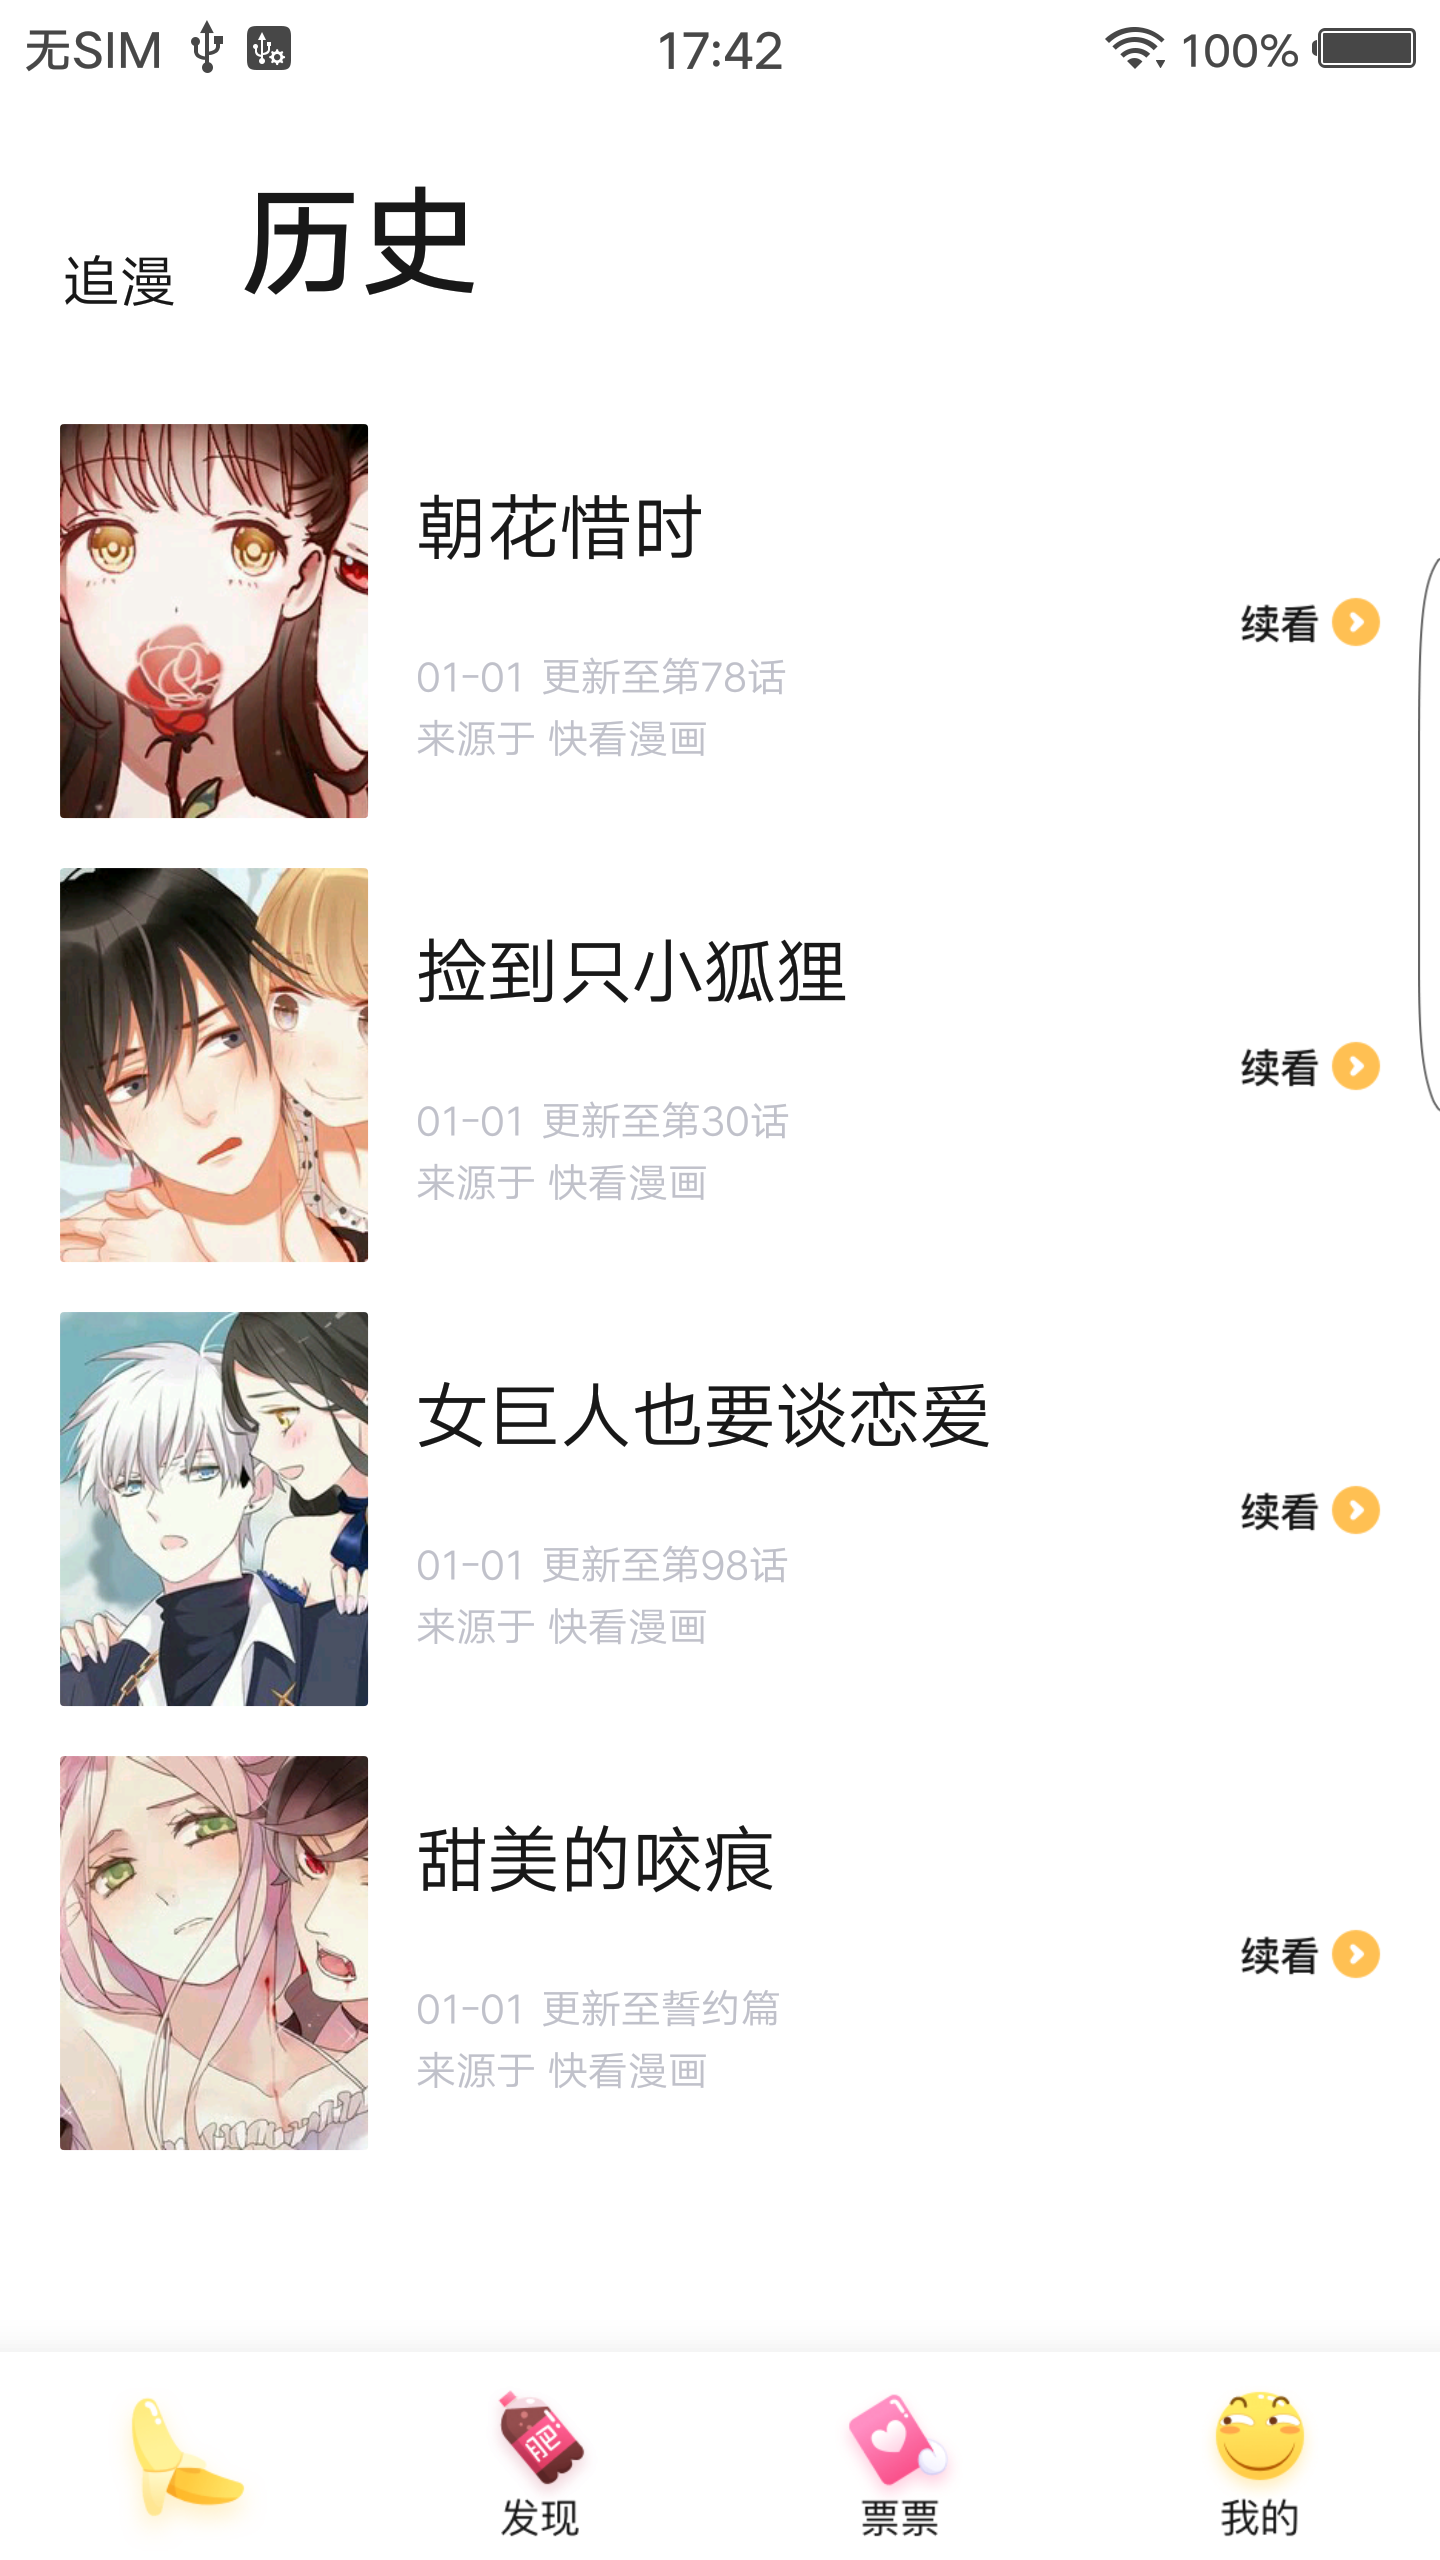 无SIM 17:42 100%
追漫 历史
朝花惜时
续看
01-01 更新至第78话
来源于 快看漫画
捡到只小狐狸
续看
01-01 更新至第30话
来源于 快看漫画
女巨人也要谈恋爱
续看
01-01 更新至第98话
来源于 快看漫画
甜美的咬痕
续看
01-01 更新至誓约篇
来源于 快看漫画
肥
发现 票票 我的